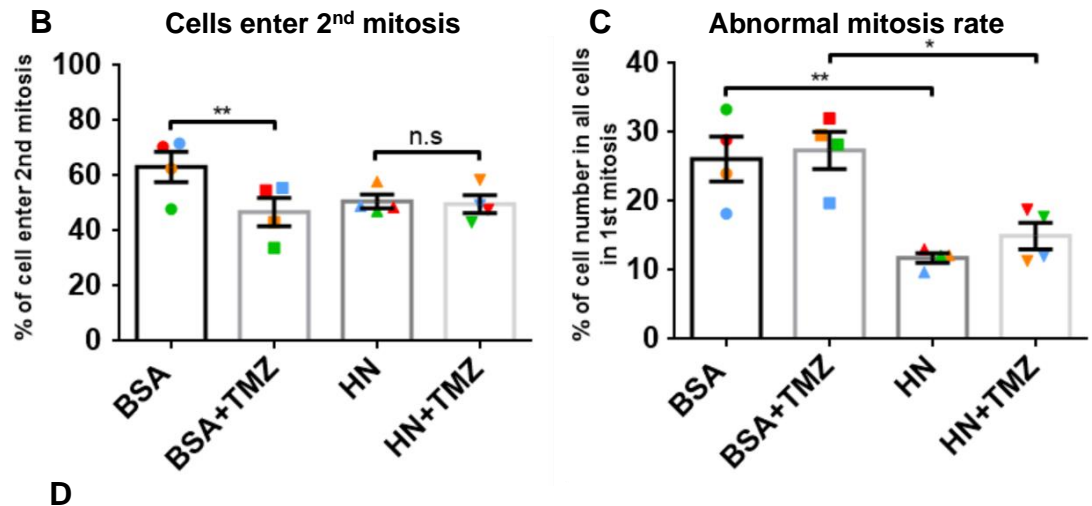 B
Cells enter 2nd mitosis
% of cell enter 2nd mitosis
100
80
60
40
20
0
**
n.s
BSA
BSA+TMZ
HN
HN+TMZ
C
Abnormal mitosis rate
% of cell number in all cells
in 1st mitosis
40
30
20
10
0
*
**
BSA
BSA+TMZ
HN
HN+TMZ
D